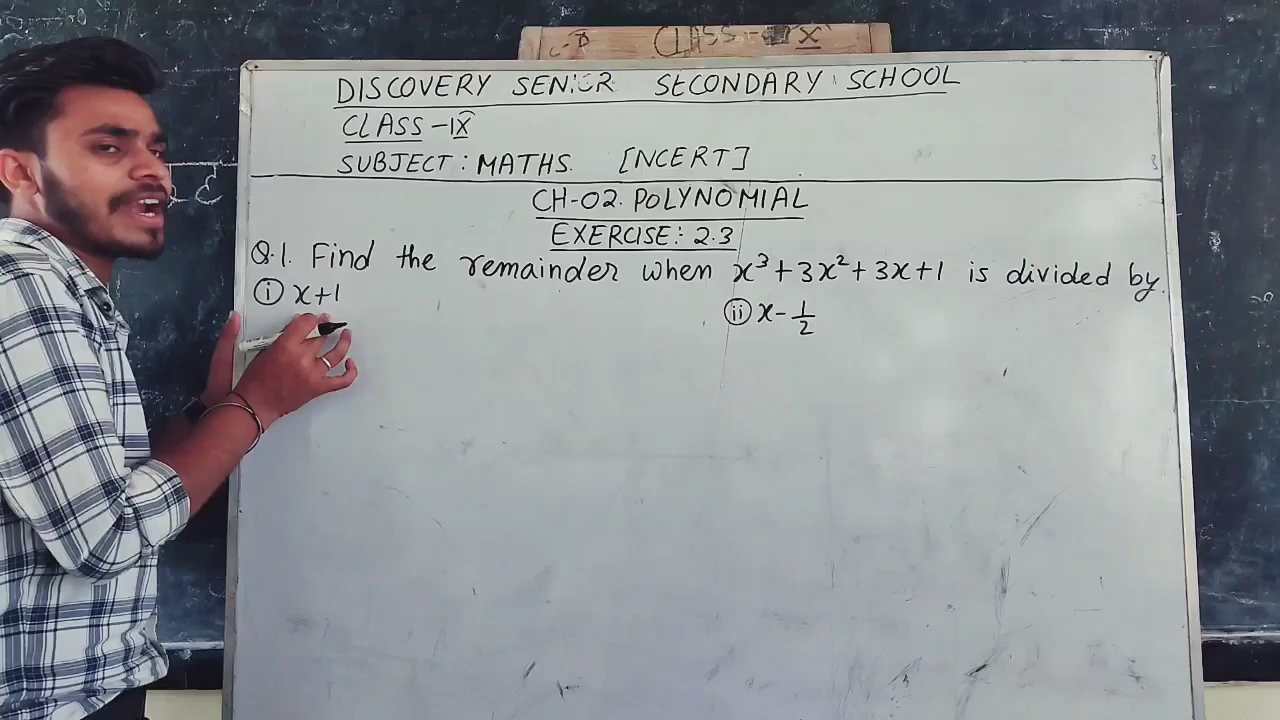 CLASS - X
DISCOVERY SENIOR SECONDARY SCHOOL
CLASS - IX
SUBJECT : MATHS. [NCERT]
CH-02. POLYNOMIAL
EXERCISE : 2.3
Q.1. Find the remainder when x³+3x²+3x+1 is divided by.
(i) x+1 (ii) x-1/2